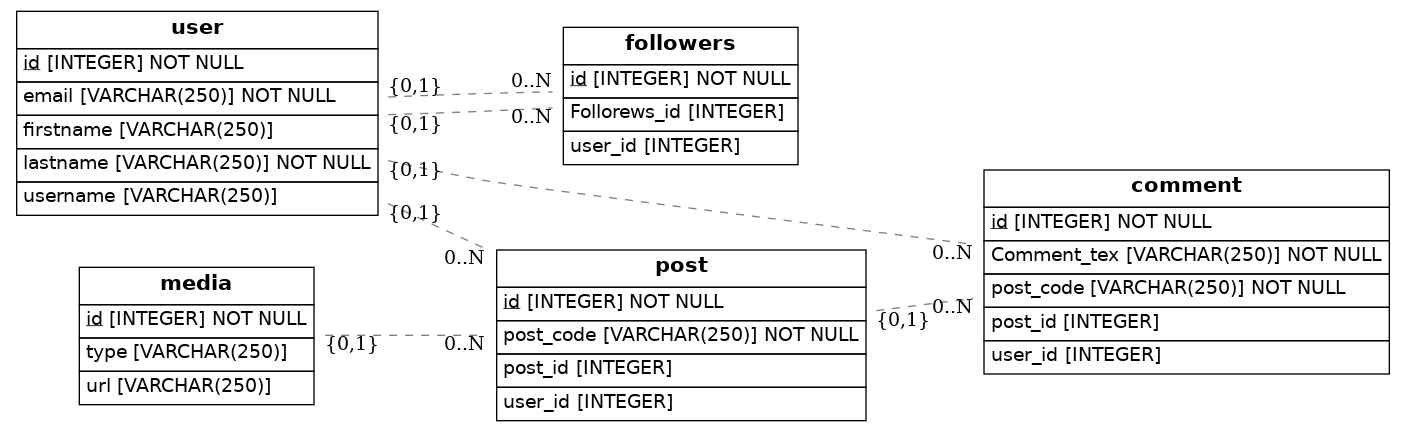 user
id [INTEGER] NOT NULL
email [VARCHAR(250)] NOT NULL
firstname [VARCHAR(250)]
lastname [VARCHAR(250)] NOT NULL
username [VARCHAR(250)]
{0,1}
0..N
{0,1}
0..N
{0,1}
{0,1}
0..N
followers
id [INTEGER] NOT NULL
Follorews_id [INTEGER]
user_id [INTEGER]
comment
id [INTEGER] NOT NULL
Comment_tex [VARCHAR(250)] NOT NULL
post_code [VARCHAR(250)] NOT NULL
post_id [INTEGER]
user_id [INTEGER]
0..N
0..N
{0,1}
media
id [INTEGER] NOT NULL
type [VARCHAR(250)]
url [VARCHAR(250)]
{0,1}
0..N
post
id [INTEGER] NOT NULL
post_code [VARCHAR(250)] NOT NULL
post_id [INTEGER]
user_id [INTEGER]